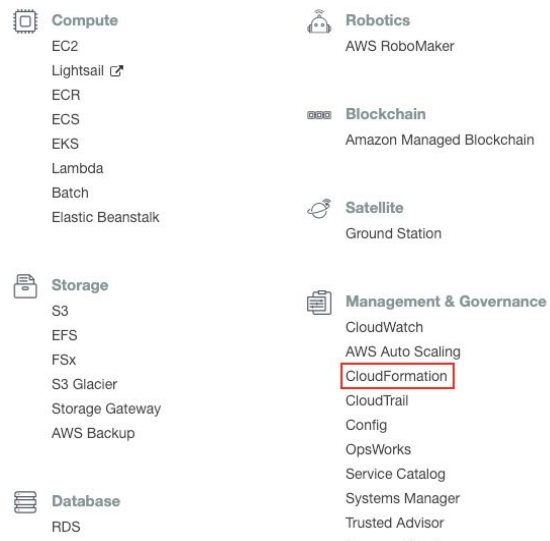 Compute
EC2
Lightsail
ECR
ECS
EKS
Lambda
Batch
Elastic Beanstalk
Storage
S3
EFS
FSx
S3 Glacier
Storage Gateway
AWS Backup
Database
RDS
Robotics
AWS RoboMaker
Blockchain
Amazon Managed Blockchain
Satellite
Ground Station
Management & Governance
CloudWatch
AWS Auto Scaling
CloudFormation
CloudTrail
Config
OpsWorks
Service Catalog
Systems Manager
Trusted Advisor